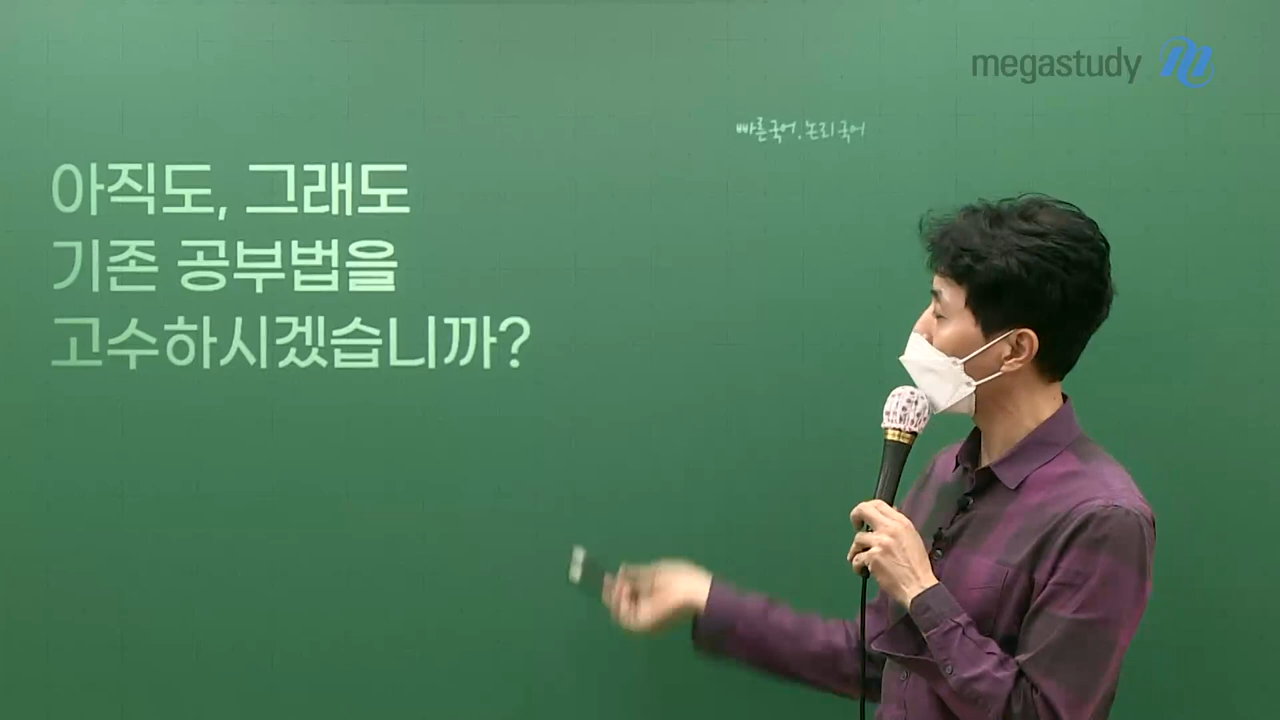 megastudy
빠른국어, 논리국어
아직도, 그래도
기존 공부법을
고수하시겠습니까?